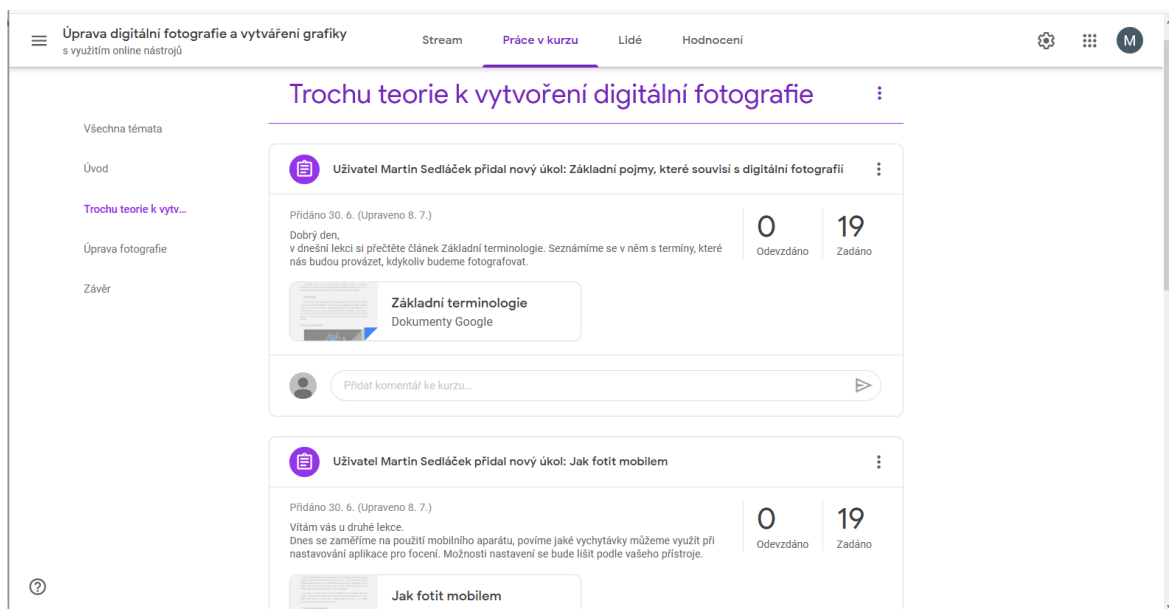 Úprava digitální fotografie a vytváření grafiky
s využitím online nástrojů
Stream
Práce v kurzu
Lidé
Hodnocení
M
Všechna témata
Úvod
Trochu teorie k vytv...
Úprava fotografie
Závěr
Trochu teorie k vytvoření digitální fotografie
Uživatel Martin Sedláček přidal nový úkol: Základní pojmy, které souvisí s digitální fotografií
Přidáno 30. 6. (Upraveno 8. 7.)
Dobrý den,
v dnešní lekci si přečtěte článek Základní terminologie. Seznámíme se v něm s termíny, které
nás budou provázet, kdykoliv budeme fotografovat.
0
Odevzdáno
19
Zadáno
Základní terminologie
Dokumenty Google
Přidat komentář ke kurzu...
Uživatel Martin Sedláček přidal nový úkol: Jak fotit mobilem
Přidáno 30. 6. (Upraveno 8. 7.)
Vítám vás u druhé lekce.
Dnes se zaměříme na použití mobilního aparátu, povíme jaké vychytávky můžeme využít při
nastavování aplikace pro focení. Možnosti nastavení se bude lišit podle vašeho přístroje.
0
Odevzdáno
19
Zadáno
Jak fotit mobilem